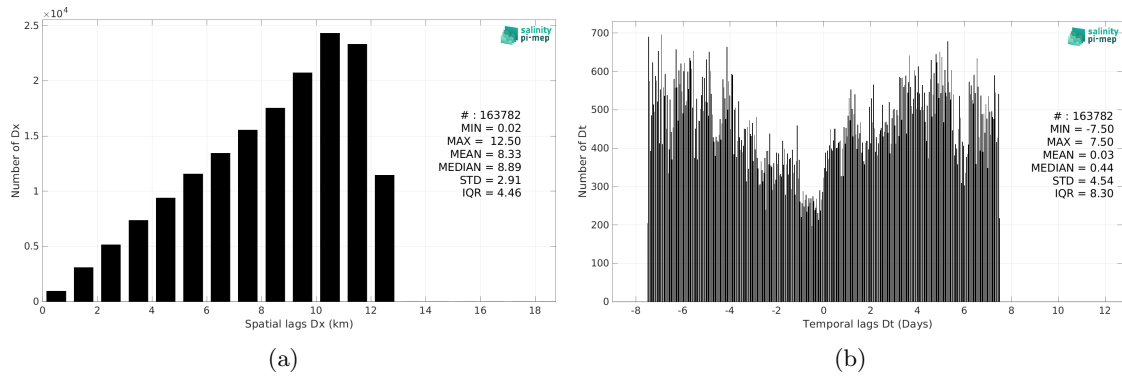 ×10⁴
2.5
2
1.5
1
0.5
0
Number of Dx
0 2 4 6 8 10 12 14 16 18
Spatial lags Dx (km)
salinity
pi-mep
# : 163782
MIN = 0.02
MAX = 12.50
MEAN = 8.33
MEDIAN = 8.89
STD = 2.91
IQR = 4.46
(a)
700
600
500
400
300
200
100
0
Number of Dt
-8 -6 -4 -2 0 2 4 6 8 10 12
Temporal lags Dt (Days)
salinity
pi-mep
# : 163782
MIN = -7.50
MAX = 7.50
MEAN = 0.03
MEDIAN = 0.44
STD = 4.54
IQR = 8.30
(b)